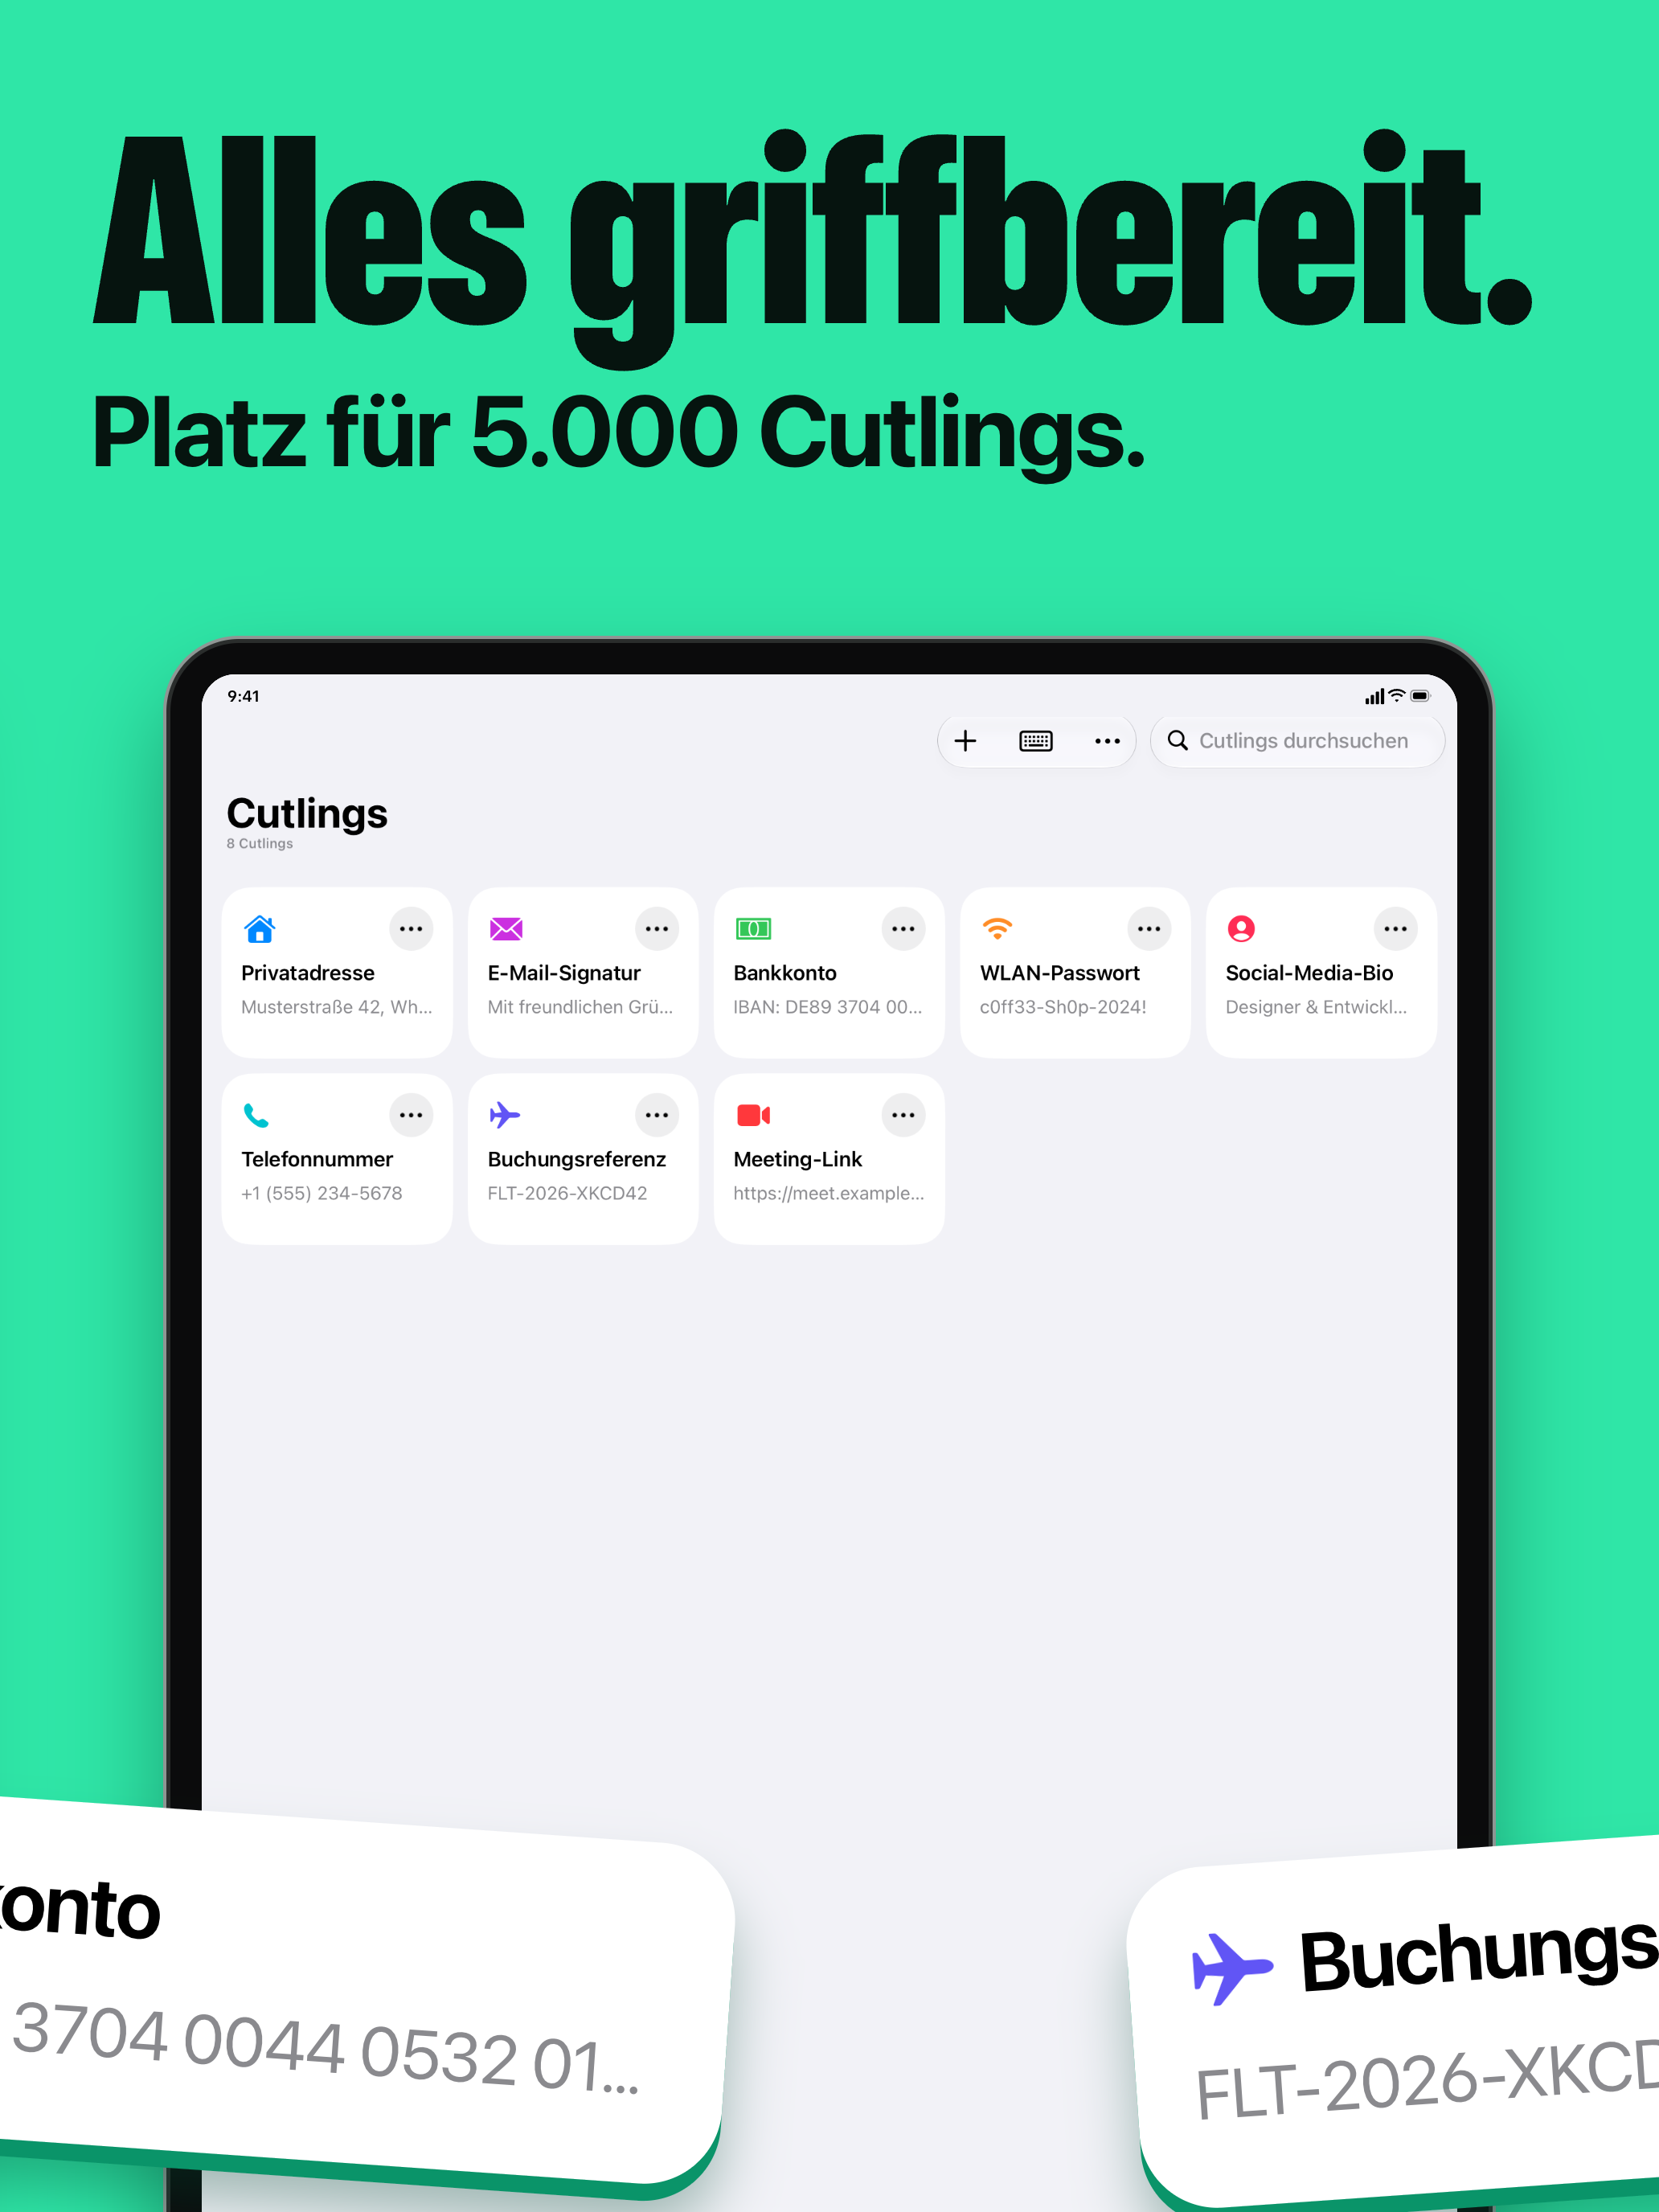 Alles griffbereit.
Platz für 5.000 Cutlings.
9:41
Cutlings durchsuchen
Cutlings
8 Cutlings
Privatadresse
Musterstraße 42, Wh...
E-Mail-Signatur
Mit freundlichen Grü...
Bankkonto
IBAN: DE89 3704 00...
WLAN-Passwort
c0ff33-Sh0p-2024!
Social-Media-Bio
Designer & Entwickl...
Telefonnummer
+1 (555) 234-5678
Buchungsreferenz
FLT-2026-XKCD42
Meeting-Link
https://meet.example...
konto
3704 0044 0532 01...
Buchungs
FLT-2026-XKCD